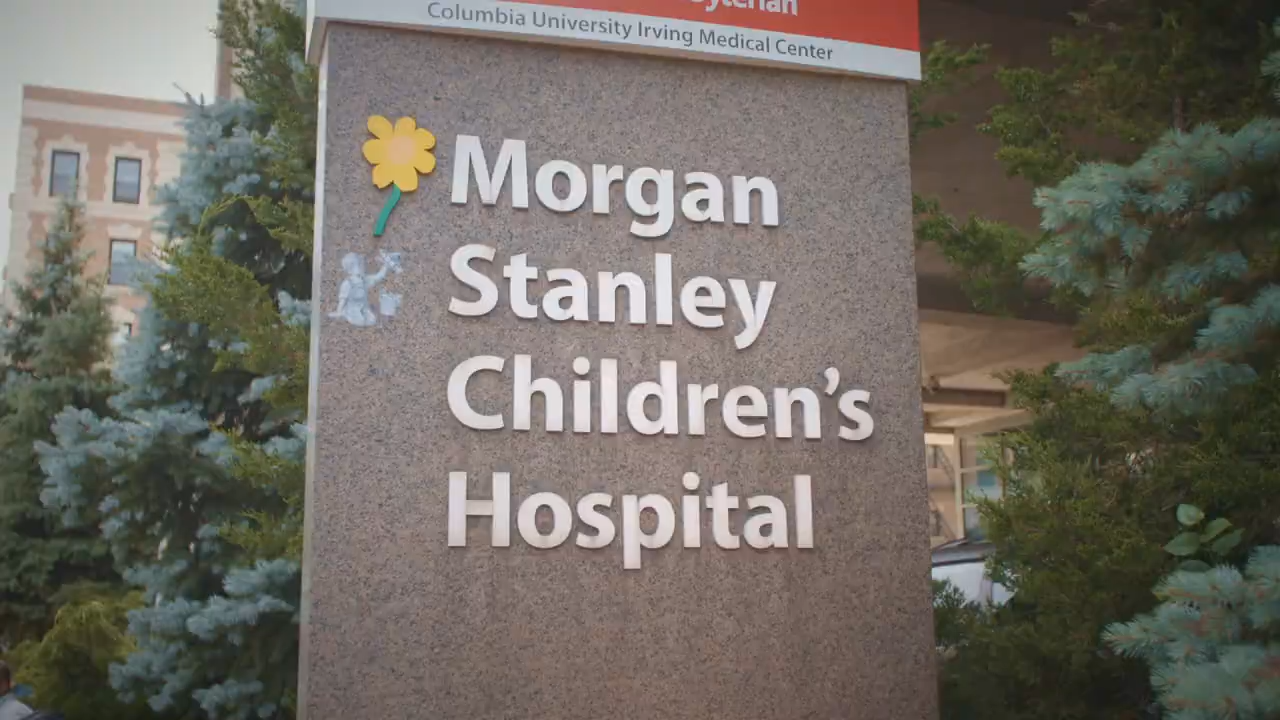 Columbia University Irving Medical Center
Morgan
Stanley
Children's
Hospital